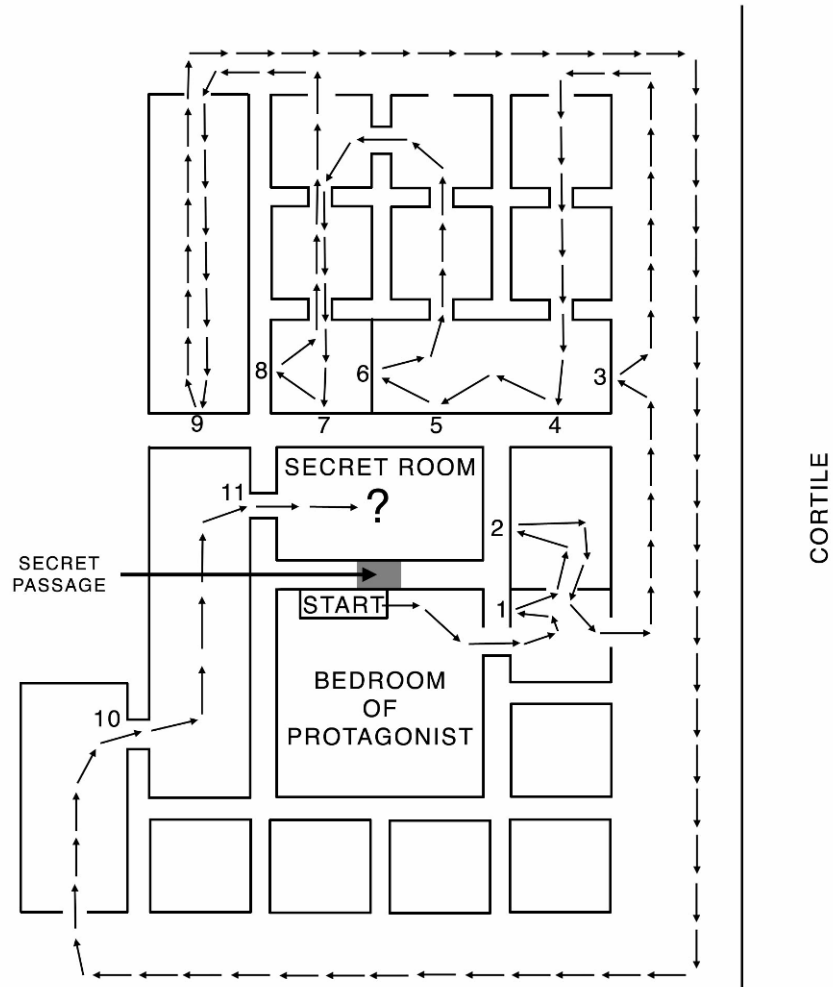 8
6
3
9
7
5
4
SECRET ROOM
11
?
2
SECRET
PASSAGE
START
1
BEDROOM
OF
PROTAGONIST
10
CORTILE